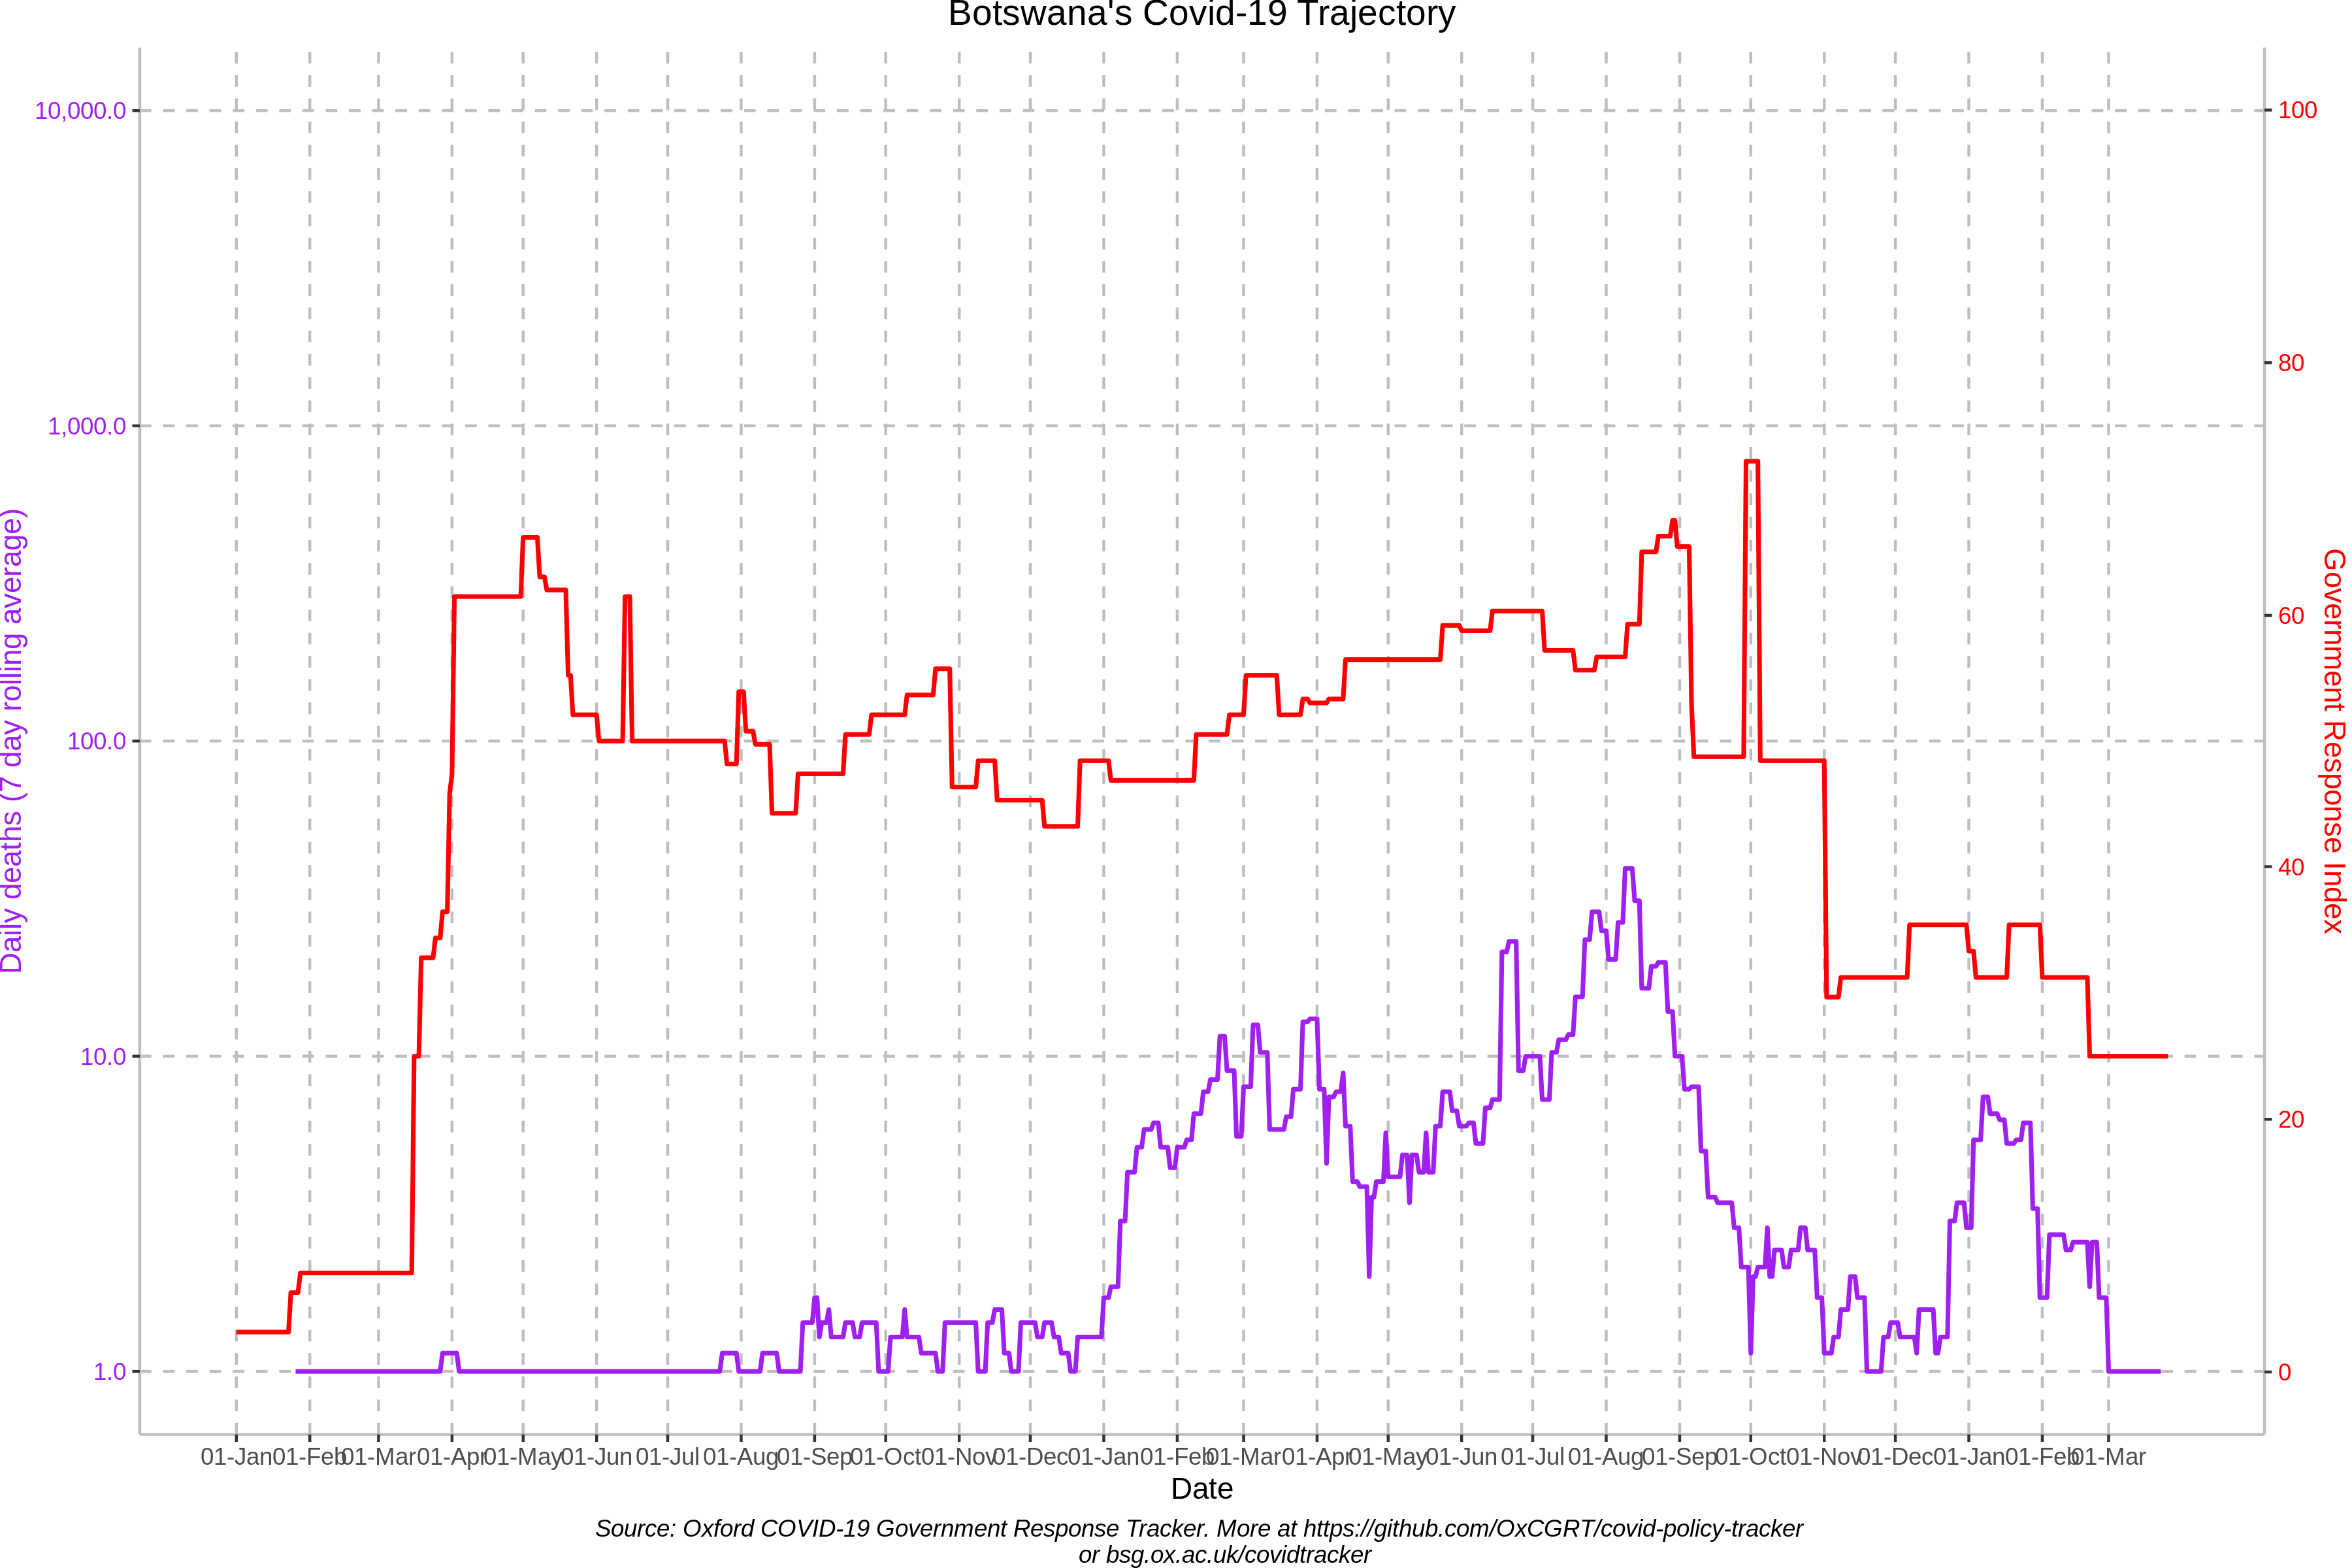 Botswana's Covid-19 Trajectory
10,000.0
1,000.0
100.0
10.0
1.0
Daily deaths (7 day rolling average)
100
80
60
40
20
0
Government Response Index
01-Jan 01-Feb 01-Mar 01-Apr 01-May 01-Jun 01-Jul 01-Aug 01-Sep 01-Oct 01-Nov 01-Dec 01-Jan 01-Feb 01-Mar 01-Apr 01-May 01-Jun 01-Jul 01-Aug 01-Sep 01-Oct 01-Nov 01-Dec 01-Jan 01-Feb 01-Mar
Date
Source: Oxford COVID-19 Government Response Tracker. More at https://github.com/OxCGRT/covid-policy-tracker
or bsg.ox.ac.uk/covidtracker